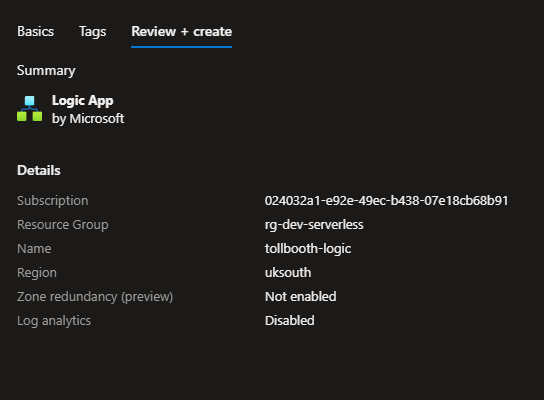 Basics Tags Review + create
Summary
Logic App
by Microsoft
Details
Subscription 024032a1-e92e-49ec-b438-07e18cb68b91
Resource Group rg-dev-serverless
Name tollbooth-logic
Region uksouth
Zone redundancy (preview) Not enabled
Log analytics Disabled